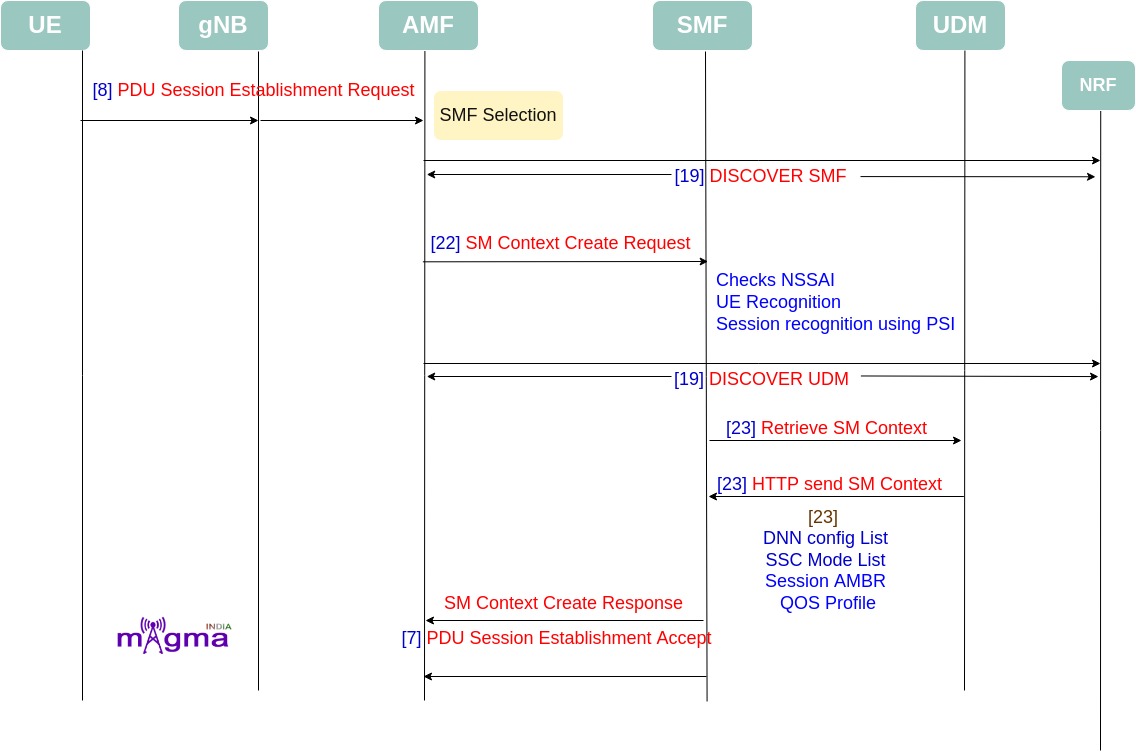 UE
gNB
AMF
SMF
UDM
NRF
[8] PDU Session Establishment Request
SMF Selection
[19] DISCOVER SMF
[22] SM Context Create Request
Checks NSSAI
UE Recognition
Session recognition using PSI
[19] DISCOVER UDM
[23] Retrieve SM Context
[23] HTTP send SM Context
[23]
DNN config List
SSC Mode List
Session AMBR
QOS Profile
SM Context Create Response
[7] PDU Session Establishment Accept
INDIA
magma